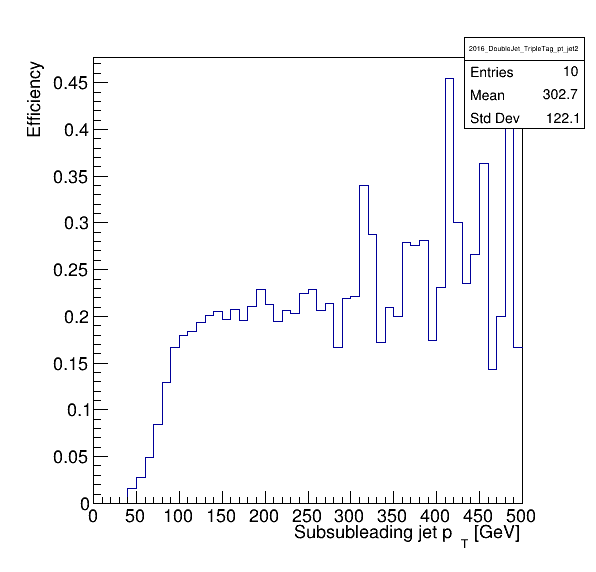 2016_DoubleJet_TripleTag_pt_jet2
Entries 10
Mean 302.7
Std Dev 122.1
Efficiency
0.45
0.4
0.35
0.3
0.25
0.2
0.15
0.1
0.05
0
0 50 100 150 200 250 300 350 400 450 500
Subsubleading jet p T [GeV]